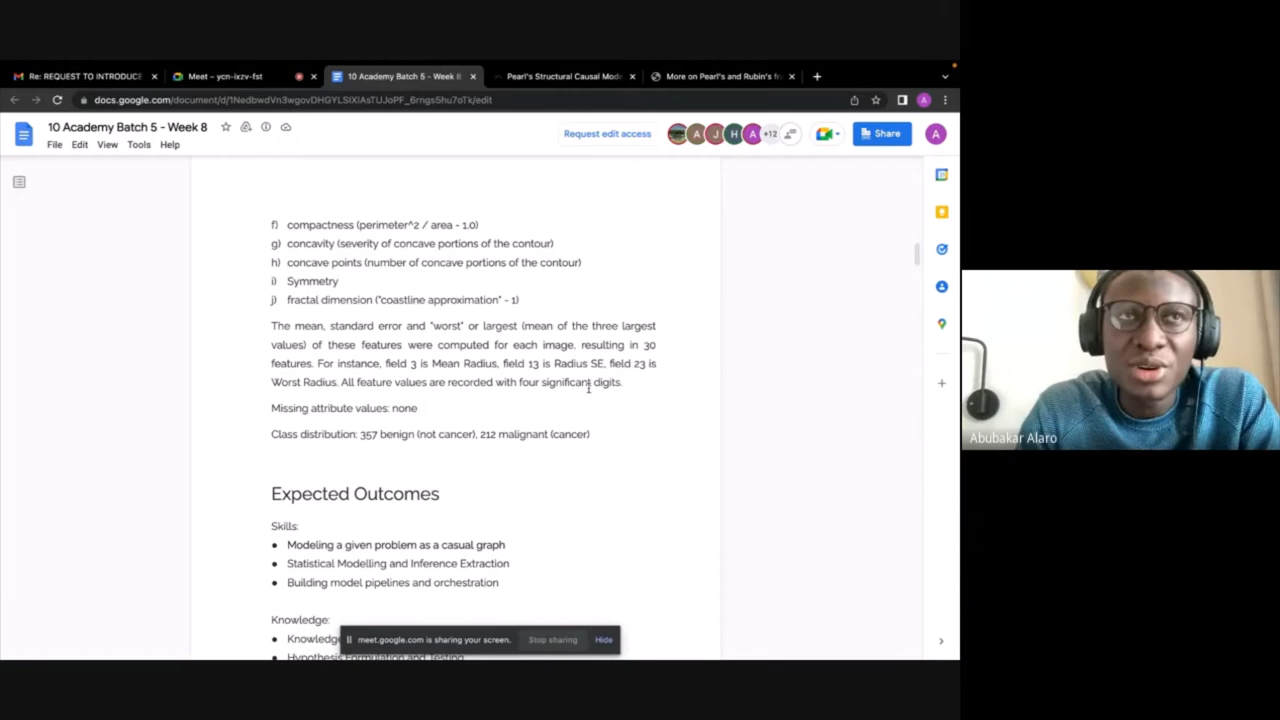 Re: REQUEST TO INTRODUCE
Meet – ycn-ixzv-fst
10 Academy Batch 5 - Week 8
Pearl's Structural Causal Mode
More on Pearl's and Rubin's fr
docs.google.com/document/d/1NedbwdVn3wgovDHGYLSIXIAsTUJoPF_6rngs5hu7oTk/edit
10 Academy Batch 5 - Week 8
File Edit View Tools Help
Request edit access
A J H A +12
Share
A
f) compactness (perimeter^2 / area - 1.0)
g) concavity (severity of concave portions of the contour)
h) concave points (number of concave portions of the contour)
i) Symmetry
j) fractal dimension ("coastline approximation" - 1)
The mean, standard error and "worst" or largest (mean of the three largest
values) of these features were computed for each image, resulting in 30
features. For instance, field 3 is Mean Radius, field 13 is Radius SE, field 23 is
Worst Radius. All feature values are recorded with four significant digits.
Missing attribute values: none
Class distribution: 357 benign (not cancer), 212 malignant (cancer)
Expected Outcomes
Skills:
● Modeling a given problem as a casual graph
● Statistical Modelling and Inference Extraction
● Building model pipelines and orchestration
Knowledge:
● Knowledg
● Hypothesis Formulation and Testing
meet.google.com is sharing your screen.
Stop sharing
Hide
Abubakar Alaro